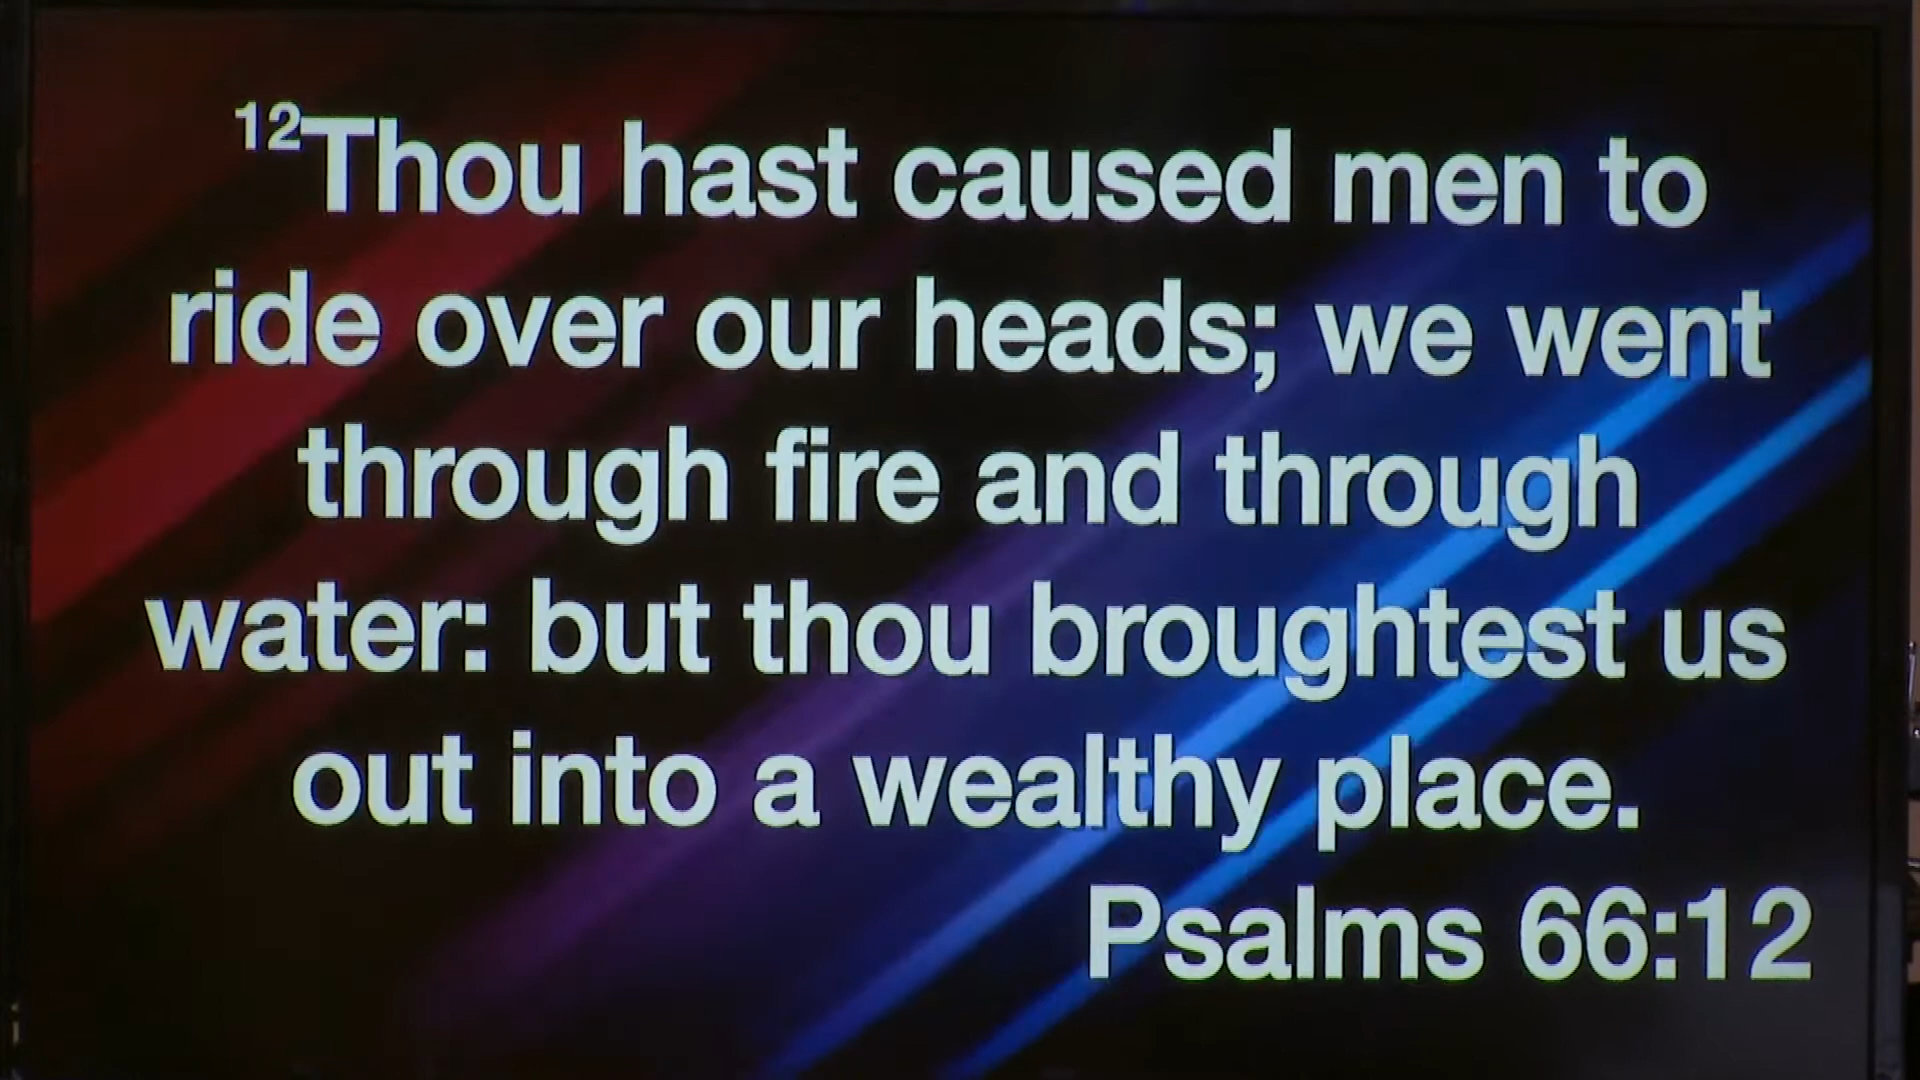 12Thou hast caused men to
ride over our heads; we went
through fire and through
water: but thou broughtest us
out into a wealthy place.
Psalms 66:12